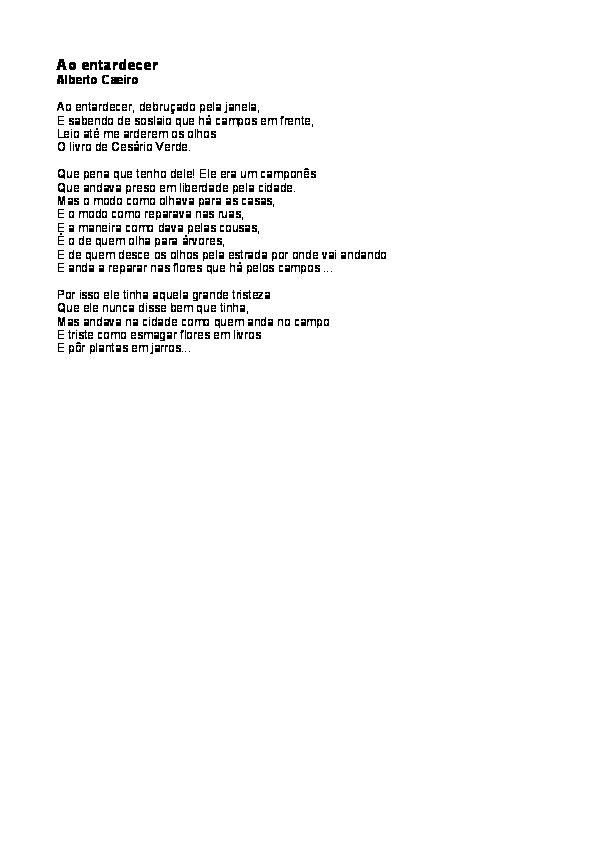 Ao entardecer
Alberto Caeiro
Ao entardecer, debruçado pela janela,
E sabendo de soslaio que há campos em frente,
Leio até me arderem os olhos
O livro de Cesário Verde.
Que pena que tenho dele! Ele era um camponês
Que andava preso em liberdade pela cidade.
Mas o modo como olhava para as casas,
E o modo como reparava nas ruas,
E a maneira como dava pelas cousas,
É o de quem olha para árvores,
E de quem desce os olhos pela estrada por onde vai andando
E anda a reparar nas flores que há pelos campos ...
Por isso ele tinha aquela grande tristeza
Que ele nunca disse bem que tinha,
Mas andava na cidade como quem anda no campo
E triste como esmagar flores em livros
E pôr plantas em jarros...